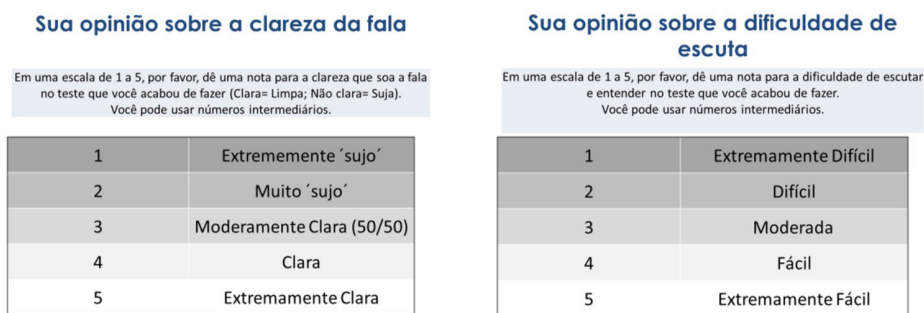 Sua opinião sobre a clareza da fala
Em uma escala de 1 a 5, por favor, dê uma nota para a clareza que soa a fala
no teste que você acabou de fazer (Clara= Limpa; Não clara= Suja).
Você pode usar números intermediários.
1 Extrememente ´sujo´
2 Muito ´sujo´
3 Moderamente Clara (50/50)
4 Clara
5 Extremamente Clara
Sua opinião sobre a dificuldade de
escuta
Em uma escala de 1 a 5, por favor, dê uma nota para a dificuldade de escutar
e entender no teste que você acabou de fazer.
Você pode usar números intermediários.
1 Extremamente Difícil
2 Difícil
3 Moderada
4 Fácil
5 Extremamente Fácil